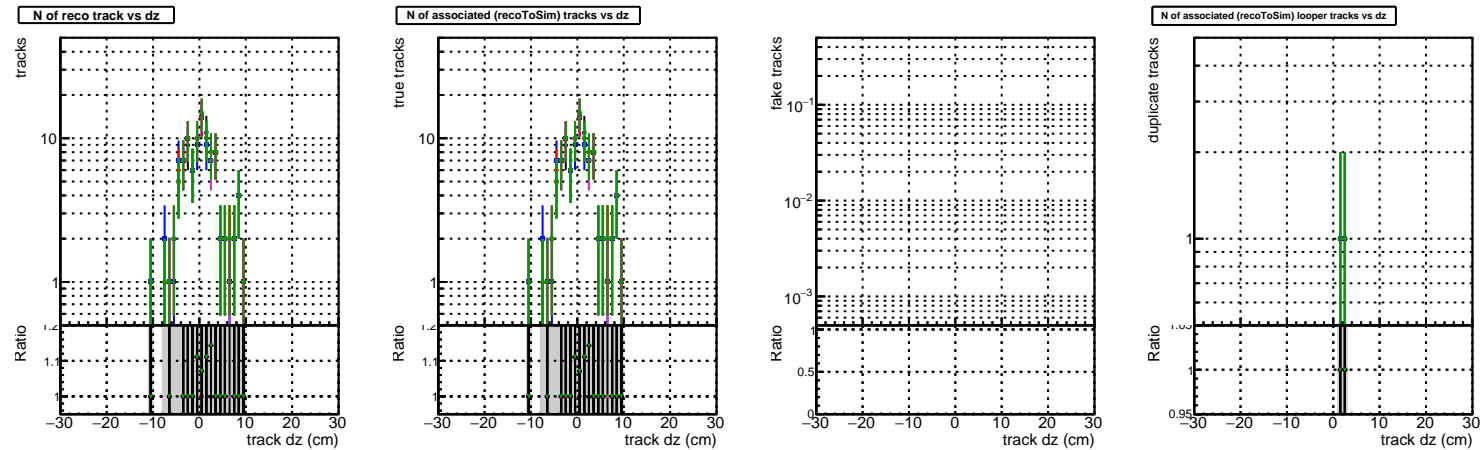 N of reco track vs dz
tracks
10
1
Ratio
1.2
1.1
1
−30 −20 −10 0 10 20 30
track dz (cm)
N of associated (recoToSim) tracks vs dz
true tracks
10
1
Ratio
1.2
1.1
1
−30 −20 −10 0 10 20 30
track dz (cm)
fake tracks
10−1
10−2
10−3
Ratio
1
0.5
0
−30 −20 −10 0 10 20 30
track dz (cm)
N of associated (recoToSim) looper tracks vs dz
duplicate tracks
1
Ratio
1.05
1
0.95
−30 −20 −10 0 10 20 30
track dz (cm)